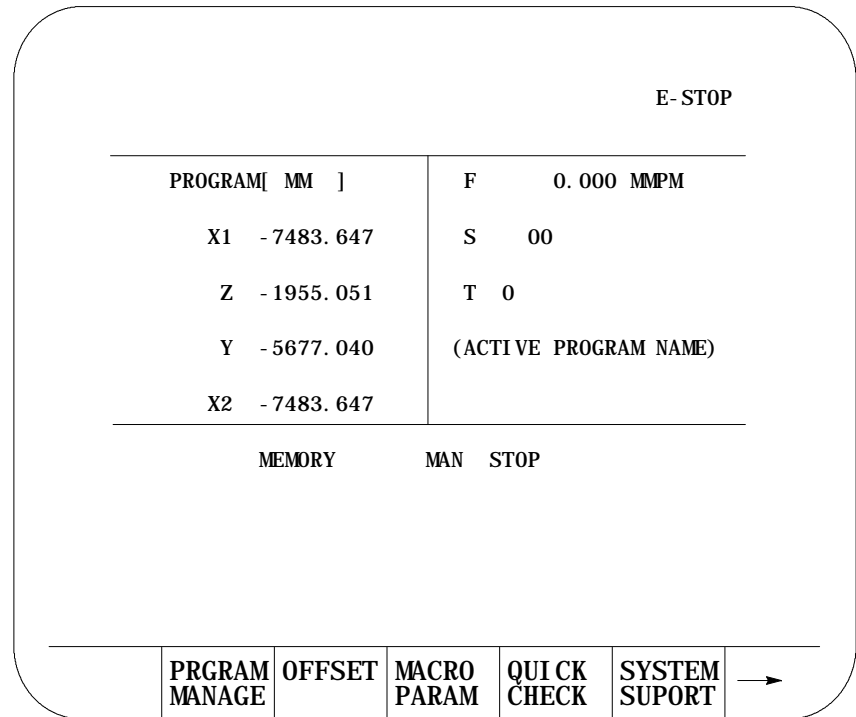 E-STOP
PROGRAM[ MM ] F 0.000 MMPM
X1 -7483.647 S 00
Z -1955.051 T 0
Y -5677.040 (ACTIVE PROGRAM NAME)
X2 -7483.647
MEMORY MAN STOP
PRGRAM OFFSET MACRO QUICK SYSTEM
MANAGE PARAM CHECK SUPORT